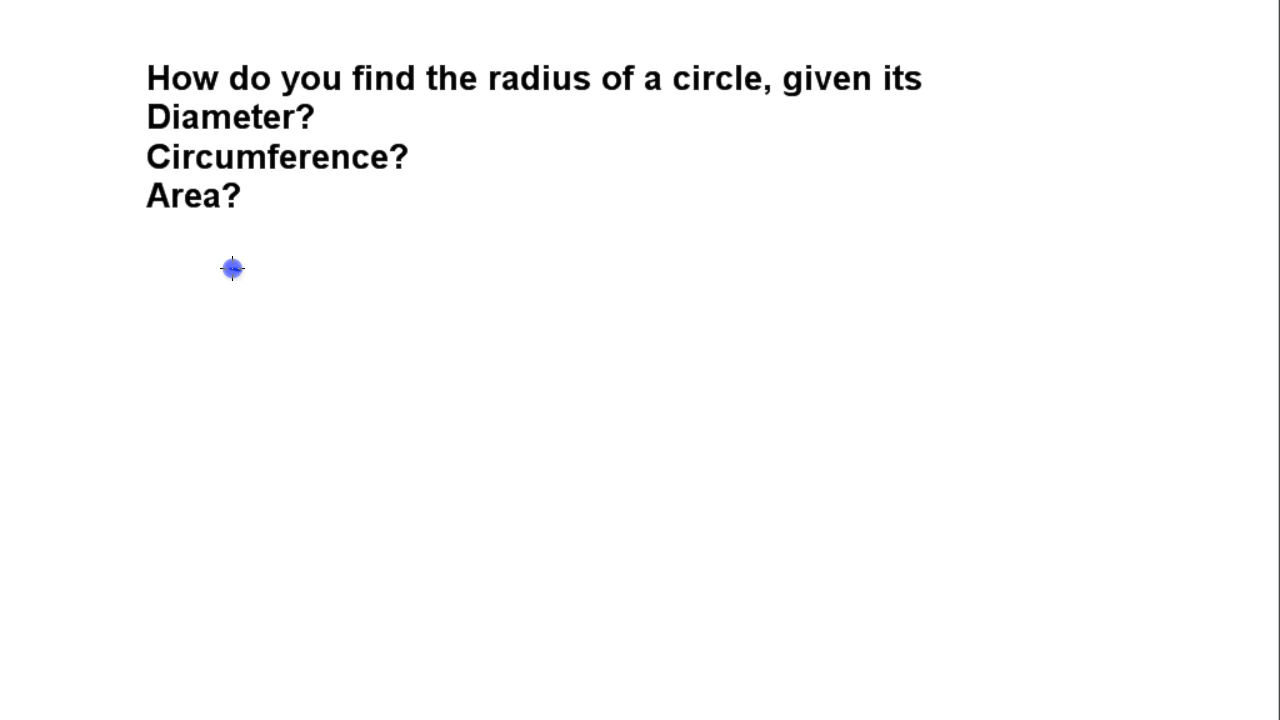 How do you find the radius of a circle, given its
Diameter?
Circumference?
Area?